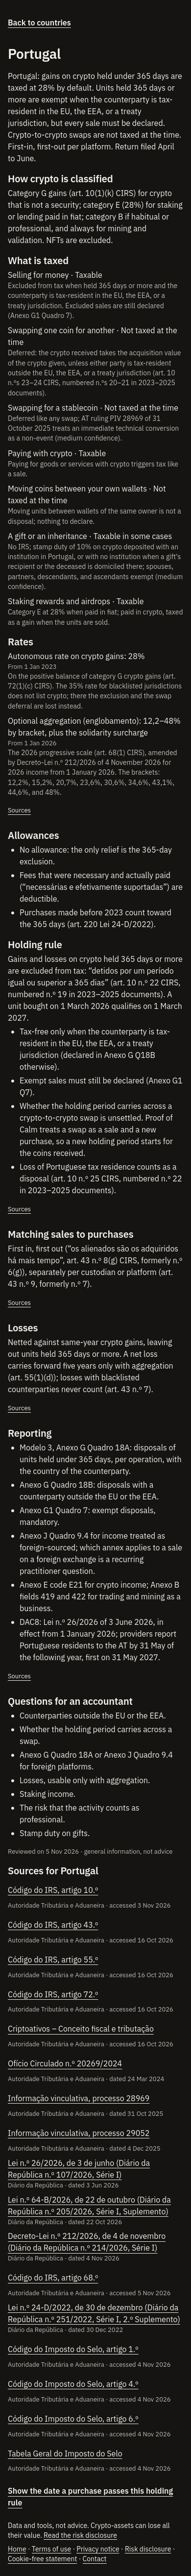 Back to countries
Portugal
Portugal: gains on crypto held under 365 days are
taxed at 28% by default. Units held 365 days or
more are exempt when the counterparty is tax-
resident in the EU, the EEA, or a treaty
jurisdiction, but every sale must be declared.
Crypto-to-crypto swaps are not taxed at the time.
First-in, first-out per platform. Return filed April
to June.
How crypto is classified
Category G gains (art. 10(1)(k) CIRS) for crypto
that is not a security; category E (28%) for staking
or lending paid in fiat; category B if habitual or
professional, and always for mining and
validation. NFTs are excluded.
What is taxed
Selling for money · Taxable
Excluded from tax when held 365 days or more and the
counterparty is tax-resident in the EU, the EEA, or a
treaty jurisdiction. Excluded sales are still declared
(Anexo G1 Quadro 7).
Swapping one coin for another · Not taxed at the
time
Deferred: the crypto received takes the acquisition value
of the crypto given, unless either party is tax-resident
outside the EU, the EEA, or a treaty jurisdiction (art. 10
n.ºs 23–24 CIRS, numbered n.ºs 20–21 in 2023–2025
documents).
Swapping for a stablecoin · Not taxed at the time
Deferred like any swap; AT ruling PIV 28969 of 31
October 2025 treats an immediate technical conversion
as a non-event (medium confidence).
Paying with crypto · Taxable
Paying for goods or services with crypto triggers tax like
a sale.
Moving coins between your own wallets · Not
taxed at the time
Moving units between wallets of the same owner is not a
disposal; nothing to declare.
A gift or an inheritance · Taxable in some cases
No IRS; stamp duty of 10% on crypto deposited with an
institution in Portugal, or with no institution when a gift's
recipient or the deceased is domiciled there; spouses,
partners, descendants, and ascendants exempt (medium
confidence).
Staking rewards and airdrops · Taxable
Category E at 28% when paid in fiat; paid in crypto, taxed
as a gain when the units are sold.
Rates
Autonomous rate on crypto gains: 28%
From 1 Jan 2023
On the positive balance of category G crypto gains (art.
72(1)(c) CIRS). The 35% rate for blacklisted jurisdictions
does not list crypto; there the exclusion and the swap
deferral are lost instead.
Optional aggregation (englobamento): 12,2–48%
by bracket, plus the solidarity surcharge
From 1 Jan 2026
The 2026 progressive scale (art. 68(1) CIRS), amended
by Decreto-Lei n.º 212/2026 of 4 November 2026 for
2026 income from 1 January 2026. The brackets:
12,2%, 15,2%, 20,7%, 23,6%, 30,6%, 34,6%, 43,1%,
44,6%, and 48%.
Sources
Allowances
No allowance: the only relief is the 365-day
exclusion.
Fees that were necessary and actually paid
("necessárias e efetivamente suportadas") are
deductible.
Purchases made before 2023 count toward
the 365 days (art. 220 Lei 24-D/2022).
Holding rule
Gains and losses on crypto held 365 days or more
are excluded from tax: "detidos por um período
igual ou superior a 365 dias" (art. 10 n.º 22 CIRS,
numbered n.º 19 in 2023–2025 documents). A
unit bought on 1 March 2026 qualifies on 1 March
2027.
Tax-free only when the counterparty is tax-
resident in the EU, the EEA, or a treaty
jurisdiction (declared in Anexo G Q18B
otherwise).
Exempt sales must still be declared (Anexo G1
Q7).
Whether the holding period carries across a
crypto-to-crypto swap is unsettled. Proof of
Calm treats a swap as a sale and a new
purchase, so a new holding period starts for
the coins received.
Loss of Portuguese tax residence counts as a
disposal (art. 10 n.º 25 CIRS, numbered n.º 22
in 2023–2025 documents).
Sources
Matching sales to purchases
First in, first out ("os alienados são os adquiridos
há mais tempo", art. 43 n.º 8(g) CIRS, formerly n.º
6(g)), separately per custodian or platform (art.
43 n.º 9, formerly n.º 7).
Sources
Losses
Netted against same-year crypto gains, leaving
out units held 365 days or more. A net loss
carries forward five years only with aggregation
(art. 55(1)(d)); losses with blacklisted
counterparties never count (art. 43 n.º 7).
Sources
Reporting
Modelo 3, Anexo G Quadro 18A: disposals of
units held under 365 days, per operation, with
the country of the counterparty.
Anexo G Quadro 18B: disposals with a
counterparty outside the EU or the EEA.
Anexo G1 Quadro 7: exempt disposals,
mandatory.
Anexo J Quadro 9.4 for income treated as
foreign-sourced; which annex applies to a sale
on a foreign exchange is a recurring
practitioner question.
Anexo E code E21 for crypto income; Anexo B
fields 419 and 422 for trading and mining as a
business.
DAC8: Lei n.º 26/2026 of 3 June 2026, in
effect from 1 January 2026; providers report
Portuguese residents to the AT by 31 May of
the following year, first on 31 May 2027.
Sources
Questions for an accountant
Counterparties outside the EU or the EEA.
Whether the holding period carries across a
swap.
Anexo G Quadro 18A or Anexo J Quadro 9.4
for foreign platforms.
Losses, usable only with aggregation.
Staking income.
The risk that the activity counts as
professional.
Stamp duty on gifts.
Reviewed on 5 Nov 2026 · general information, not advice
Sources for Portugal
Código do IRS, artigo 10.º
Autoridade Tributária e Aduaneira · accessed 3 Nov 2026
Código do IRS, artigo 43.º
Autoridade Tributária e Aduaneira · accessed 16 Oct 2026
Código do IRS, artigo 55.º
Autoridade Tributária e Aduaneira · accessed 16 Oct 2026
Código do IRS, artigo 72.º
Autoridade Tributária e Aduaneira · accessed 16 Oct 2026
Criptoativos – Conceito fiscal e tributação
Autoridade Tributária e Aduaneira · accessed 16 Oct 2026
Ofício Circulado n.º 20269/2024
Autoridade Tributária e Aduaneira · dated 24 Mar 2024
Informação vinculativa, processo 28969
Autoridade Tributária e Aduaneira · dated 31 Oct 2025
Informação vinculativa, processo 29052
Autoridade Tributária e Aduaneira · dated 4 Dec 2025
Lei n.º 26/2026, de 3 de junho (Diário da
República n.º 107/2026, Série I)
Diário da República · dated 3 Jun 2026
Lei n.º 64-B/2026, de 22 de outubro (Diário da
República n.º 205/2026, Série I, Suplemento)
Diário da República · dated 22 Oct 2026
Decreto-Lei n.º 212/2026, de 4 de novembro
(Diário da República n.º 214/2026, Série I)
Diário da República · dated 4 Nov 2026
Código do IRS, artigo 68.º
Autoridade Tributária e Aduaneira · accessed 5 Nov 2026
Lei n.º 24-D/2022, de 30 de dezembro (Diário da
República n.º 251/2022, Série I, 2.º Suplemento)
Diário da República · dated 30 Dec 2022
Código do Imposto do Selo, artigo 1.º
Autoridade Tributária e Aduaneira · accessed 4 Nov 2026
Código do Imposto do Selo, artigo 4.º
Autoridade Tributária e Aduaneira · accessed 4 Nov 2026
Código do Imposto do Selo, artigo 6.º
Autoridade Tributária e Aduaneira · accessed 4 Nov 2026
Tabela Geral do Imposto do Selo
Autoridade Tributária e Aduaneira · accessed 4 Nov 2026
Show the date a purchase passes this holding
rule
Data and tools, not advice. Crypto-assets can lose all
their value. Read the risk disclosure
Home · Terms of use · Privacy notice · Risk disclosure ·
Cookie-free statement · Contact